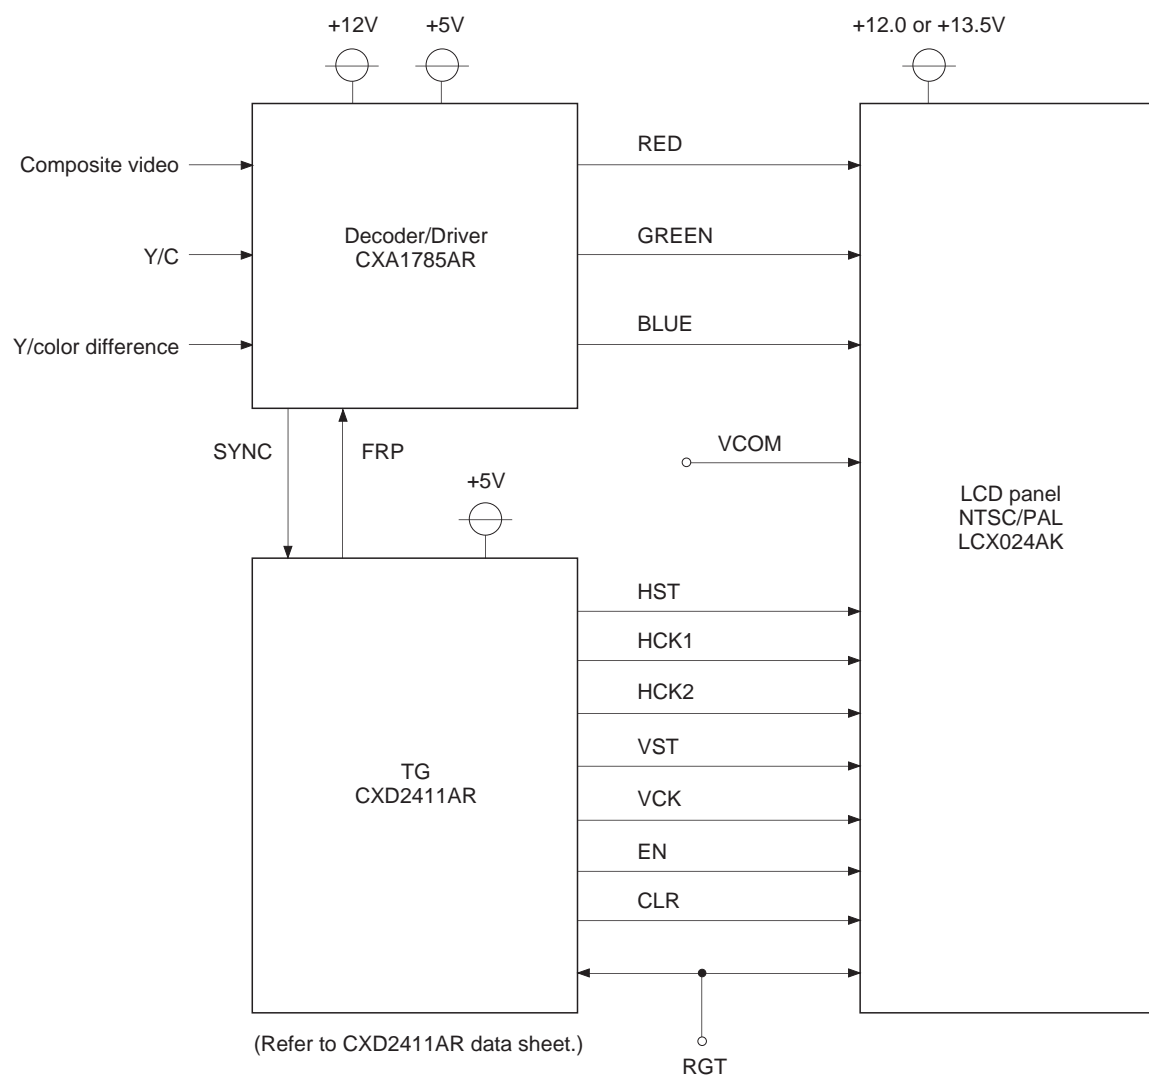 +12V
+5V
+12.0 or +13.5V
Composite video
Y/C
Y/color difference
Decoder/Driver
CXA1785AR
RED
GREEN
BLUE
SYNC
FRP
VCOM
+5V
LCD panel
NTSC/PAL
LCX024AK
TG
CXD2411AR
HST
HCK1
HCK2
VST
VCK
EN
CLR
(Refer to CXD2411AR data sheet.)
RGT